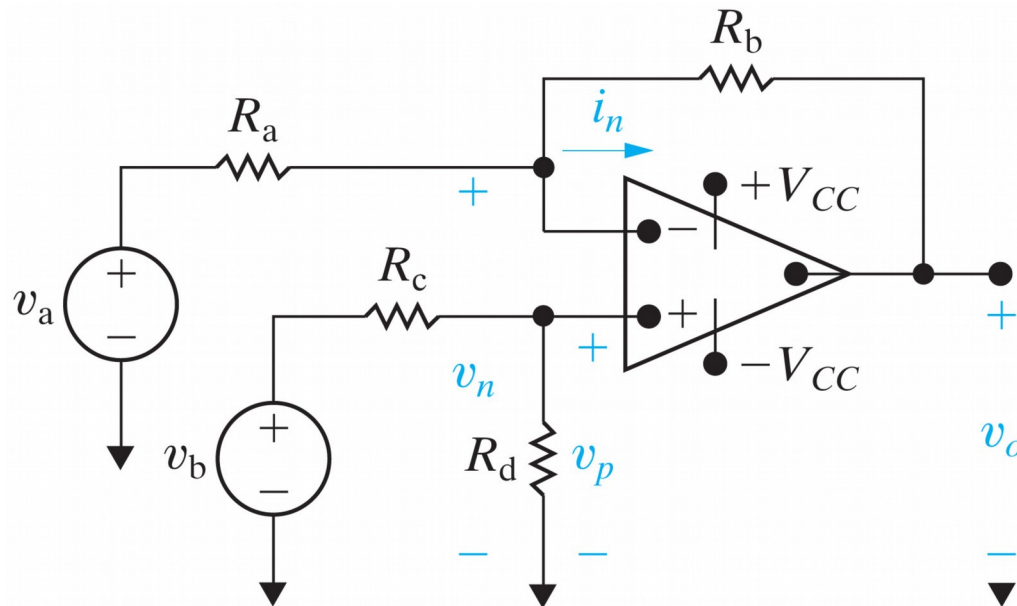 R_b
R_a
i_n
+
+V_CC
−
+
v_a
−
R_c
+
+
+
v_n
−V_CC
+
v_b
−
R_d
v_p
v_o
−
−
−